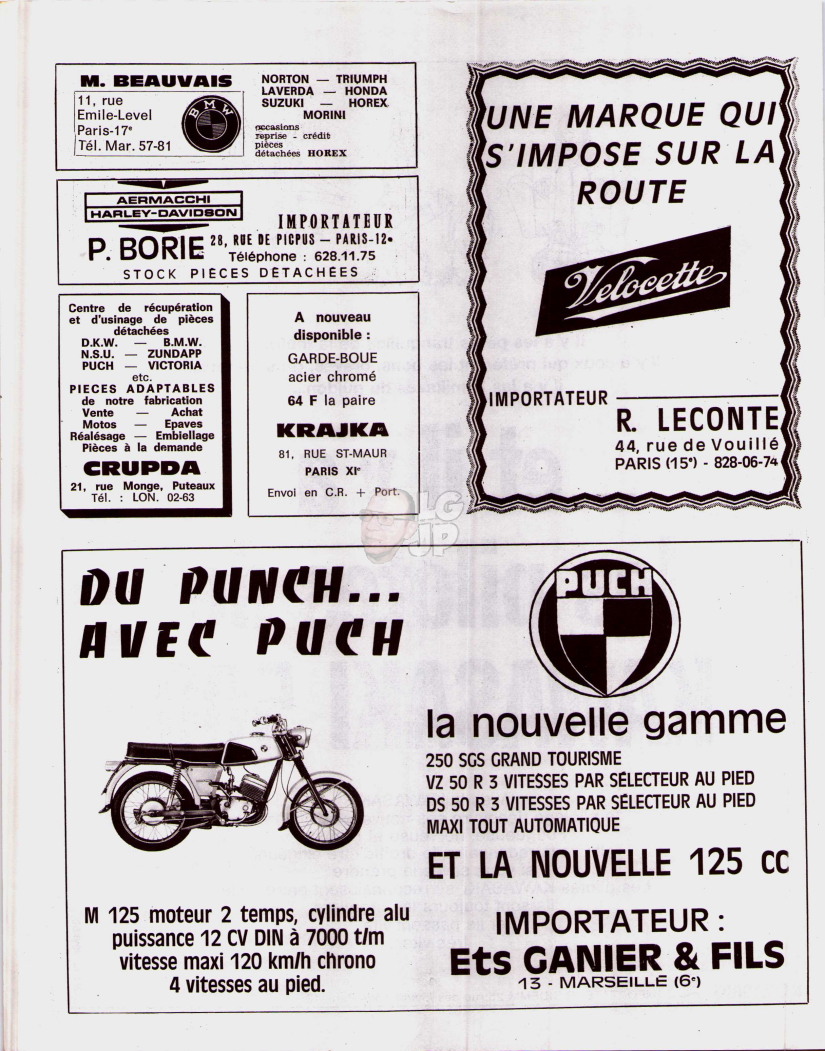 M. BEAUVAIS
11, rue
Emile-Level
Paris-17e
Tél. Mar. 57-81
BMW
NORTON — TRIUMPH
LAVERDA — HONDA
SUZUKI — HOREX
MORINI
occasions
reprise - crédit
pièces
détachées HOREX
AERMACCHI
HARLEY-DAVIDSON
P. BORIE
IMPORTATEUR
28, RUE DE PICPUS — PARIS-12e
Téléphone : 628.11.75
STOCK PIÈCES DÉTACHÉES
Centre de récupération
et d'usinage de pièces
détachées
D.K.W. — B.M.W.
N.S.U. — ZUNDAPP
PUCH — VICTORIA
etc.
PIECES ADAPTABLES
de notre fabrication
Vente — Achat
Motos — Epaves
Réalésage — Embiellage
Pièces à la demande
CRUPDA
21, rue Monge, Puteaux
Tél. : LON. 02-63
A nouveau
disponible :
GARDE-BOUE
acier chromé
64 F la paire
KRAJKA
81, RUE ST-MAUR
PARIS XIe
Envoi en C.R. + Port.
UNE MARQUE QUI
S'IMPOSE SUR LA
ROUTE
Velocette
IMPORTATEUR
R. LECONTE
44, rue de Vouillé
PARIS (15e) - 828-06-74
LG
JP
DU PUNCH...
AVEC PUCH
M 125 moteur 2 temps, cylindre alu
puissance 12 CV DIN à 7000 t/m
vitesse maxi 120 km/h chrono
4 vitesses au pied.
PUCH
la nouvelle gamme
250 SGS GRAND TOURISME
VZ 50 R 3 VITESSES PAR SÉLECTEUR AU PIED
DS 50 R 3 VITESSES PAR SÉLECTEUR AU PIED
MAXI TOUT AUTOMATIQUE
ET LA NOUVELLE 125 cc
IMPORTATEUR :
Ets GANIER & FILS
13 - MARSEILLE (6e)